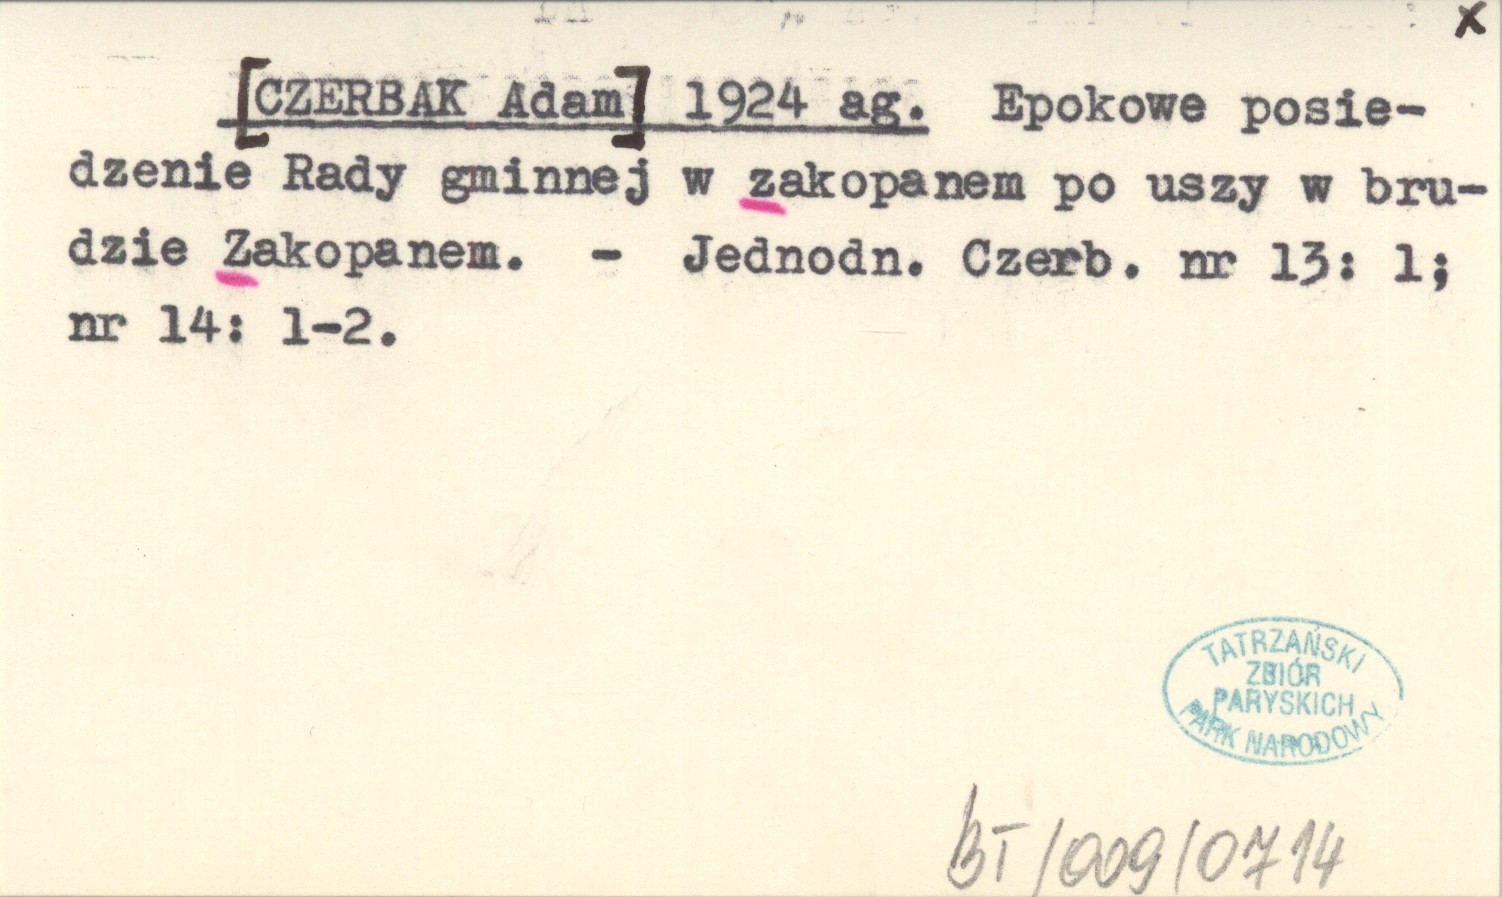 x
[CZERBAK Adam] 1924 ag. Epokowe posie-
dzenie Rady gminnej w zakopanem po uszy w bru-
dzie Zakopanem. - Jednodn. Czerb. nr 13: 1;
nr 14: 1-2.
TATRZAŃSKI
ZBIÓR
PARYSKICH
PARK NARODOWY
BT/009/0714